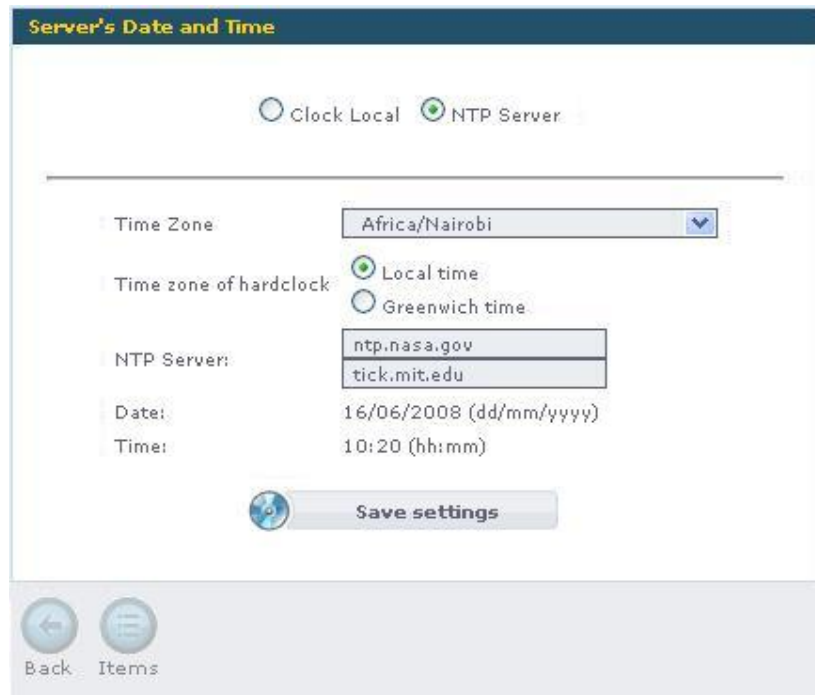 Server's Date and Time
Clock Local NTP Server
Time Zone Africa/Nairobi
Time zone of hardclock Local time
Greenwich time
NTP Server: ntp.nasa.gov
tick.mit.edu
Date: 16/06/2008 (dd/mm/yyyy)
Time: 10:20 (hh:mm)
Save settings
Back Items